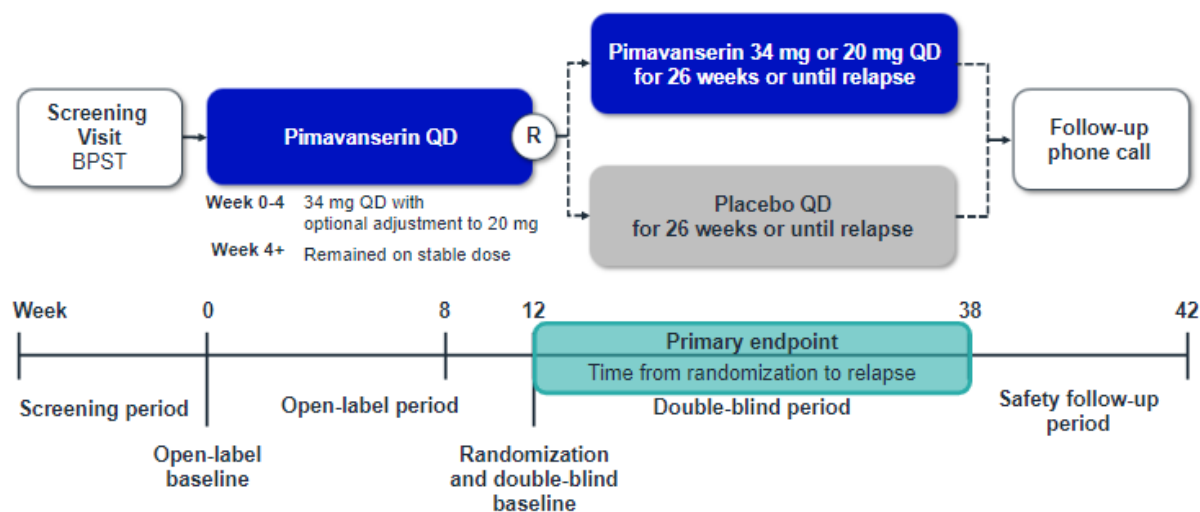 Screening
Visit
BPST
Pimavanserin QD
R
Pimavanserin 34 mg or 20 mg QD
for 26 weeks or until relapse
Placebo QD
for 26 weeks or until relapse
Follow-up
phone call
Week 0-4 34 mg QD with
optional adjustment to 20 mg
Week 4+ Remained on stable dose
Week 0 8 12 38 42
Primary endpoint
Time from randomization to relapse
Screening period
Open-label period
Double-blind period
Safety follow-up
period
Open-label
baseline
Randomization
and double-blind
baseline